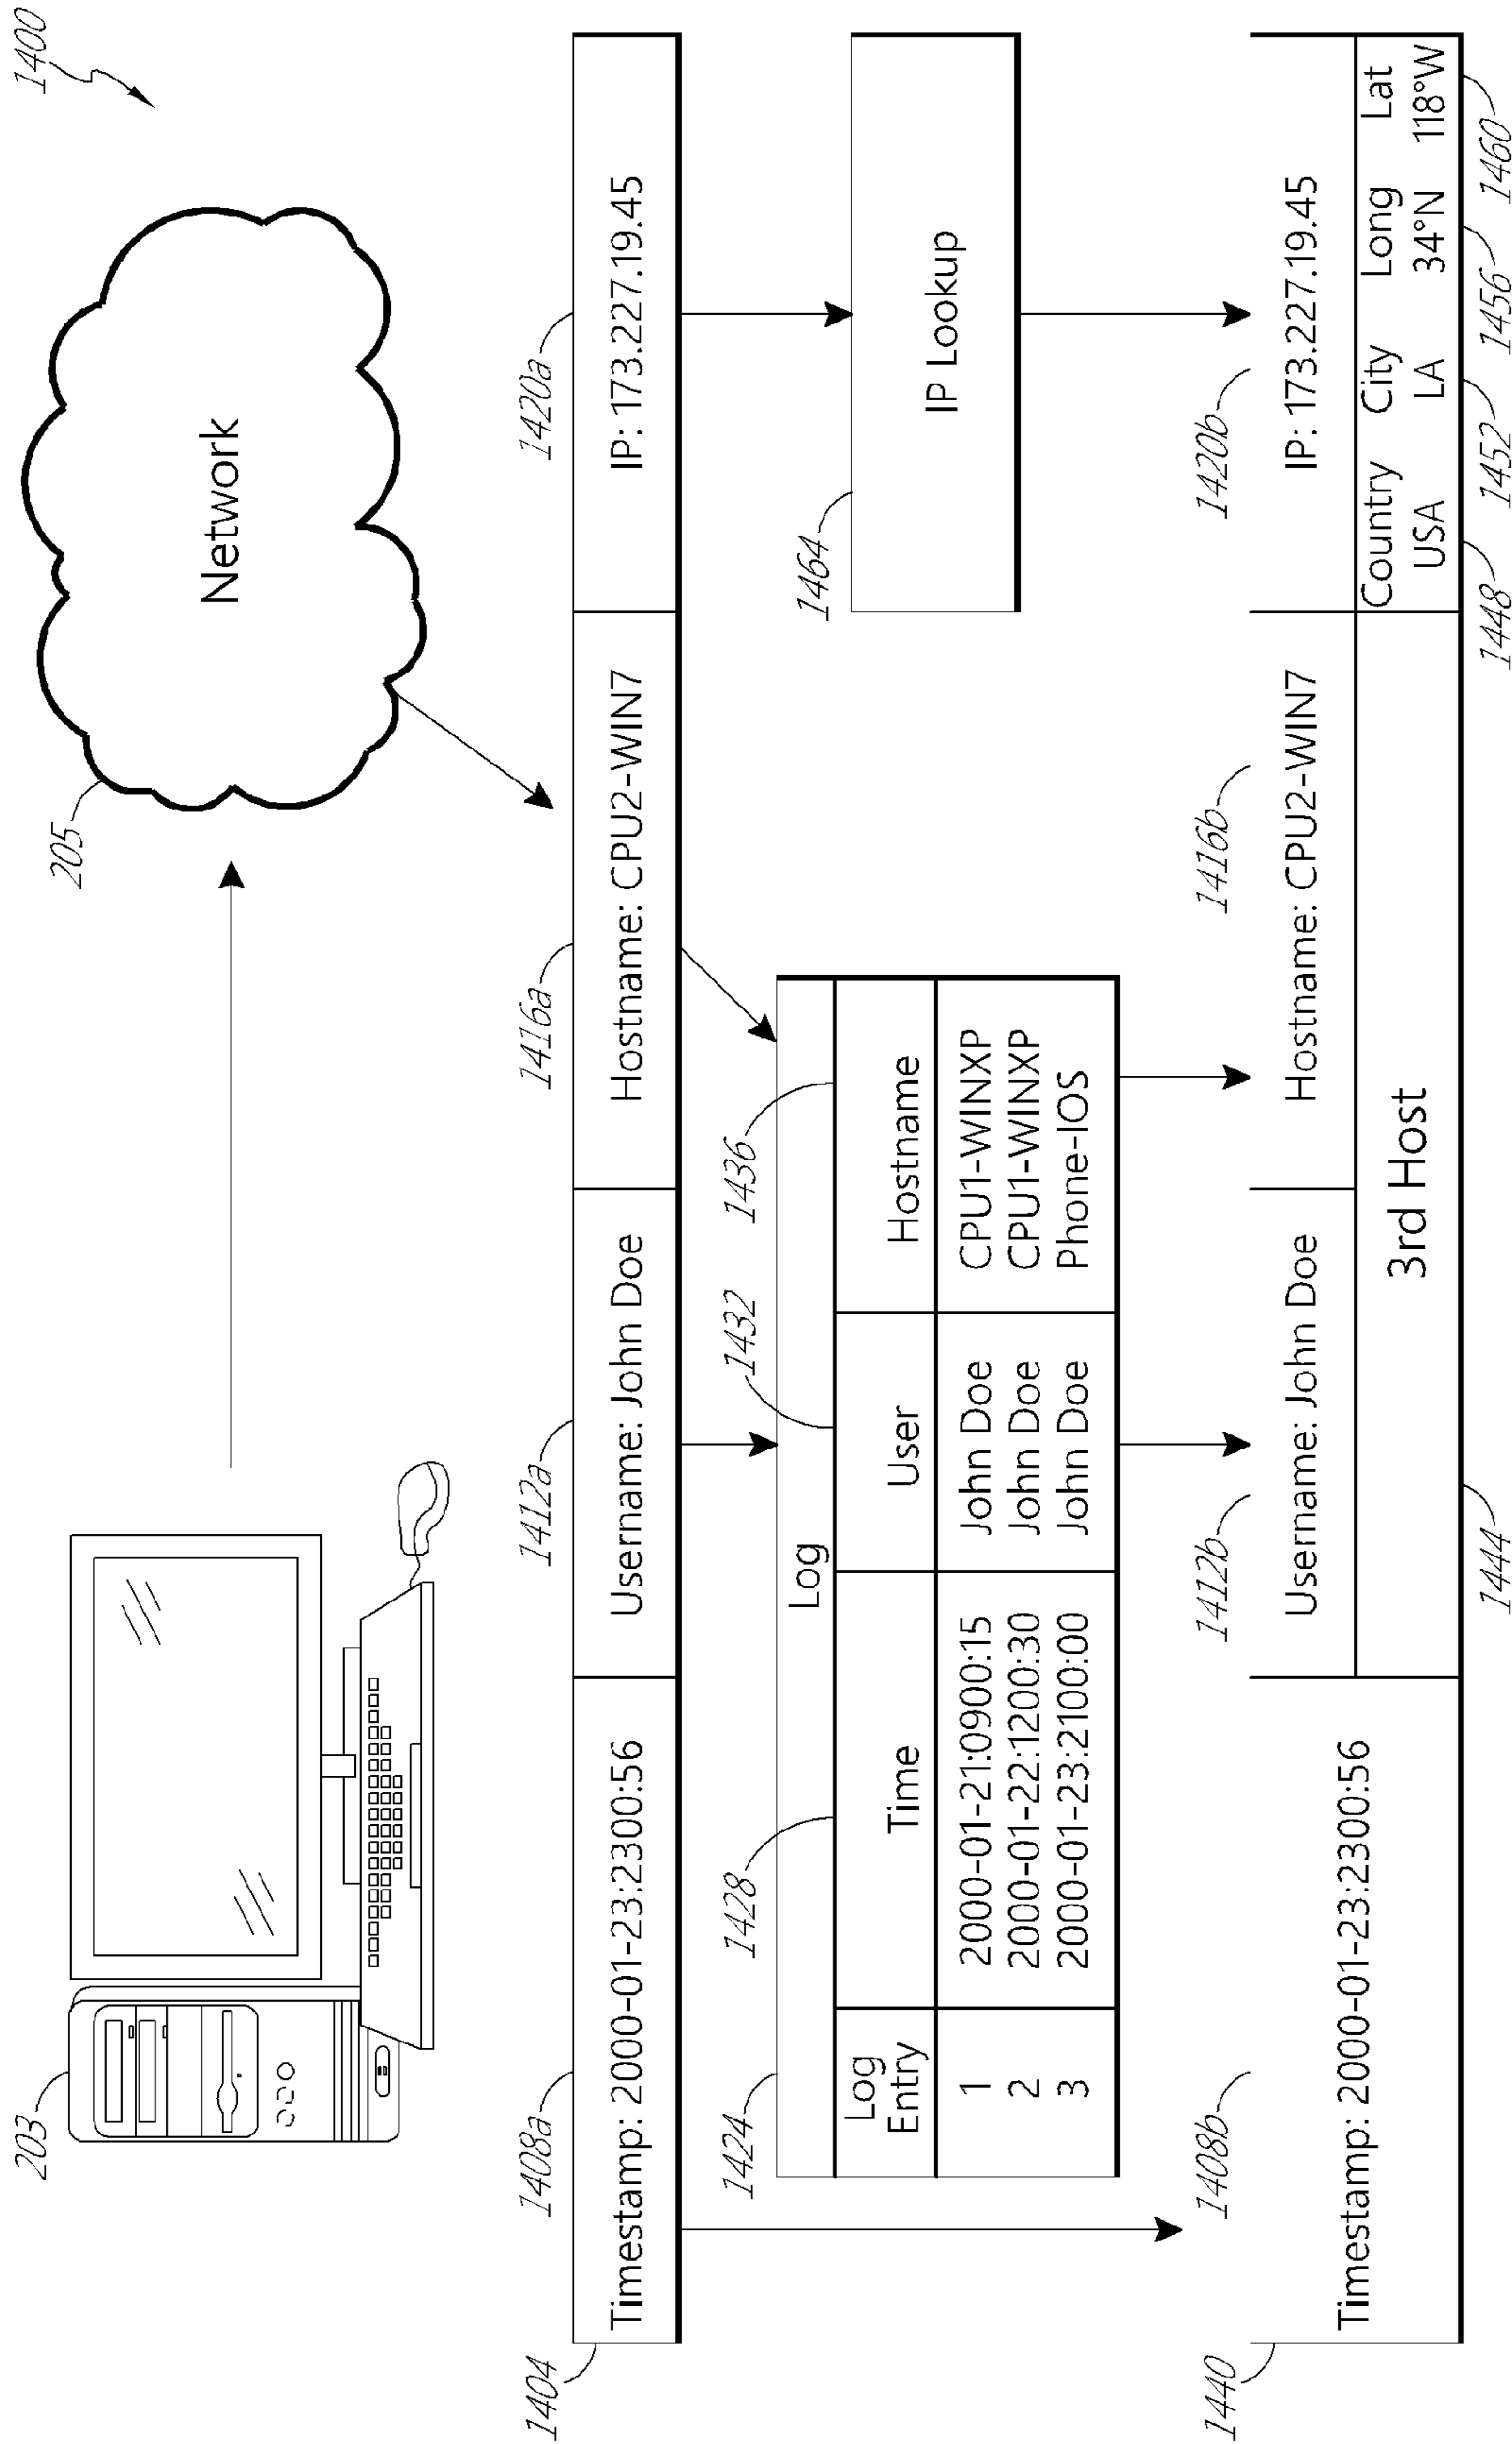 1400
203
205
Network
1404
1408a
1412a
1416a
1420a
Timestamp: 2000-01-23:2300:56
Username: John Doe
Hostname: CPU2-WIN7
IP: 173.227.19.45
1424
1428
1432
1436
1464
Log
Log Entry
Time
User
Hostname
1 2000-01-21:0900:15 John Doe CPU1-WINXP
2 2000-01-22:1200:30 John Doe CPU1-WINXP
3 2000-01-23:2100:00 John Doe Phone-IOS
IP Lookup
1440
1408b
1412b
1416b
1420b
Timestamp: 2000-01-23:2300:56
Username: John Doe
Hostname: CPU2-WIN7
IP: 173.227.19.45
3rd Host
Country City Long Lat
USA LA 34°N 118°W
1444
1448
1452
1456
1460